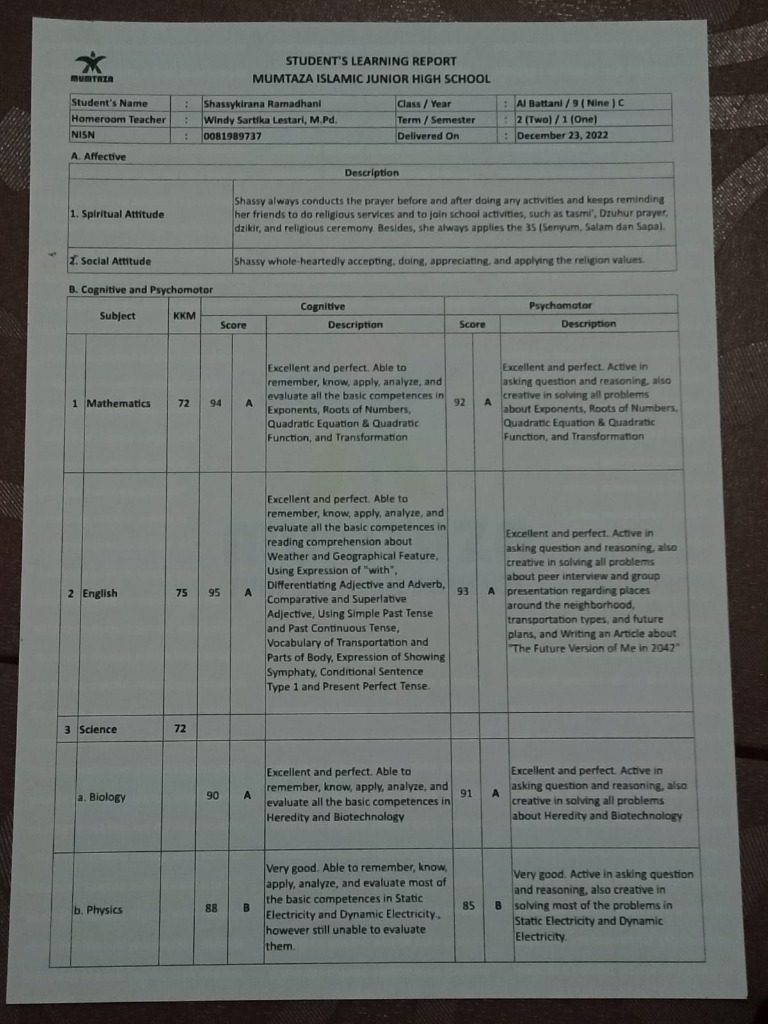 MUMTAZA
STUDENT'S LEARNING REPORT
MUMTAZA ISLAMIC JUNIOR HIGH SCHOOL
Student's Name : Shassykirana Ramadhani Class / Year : Al Battani / 9 ( Nine ) C
Homeroom Teacher : Windy Sartika Lestari, M.Pd. Term / Semester : 2 (Two) / 1 (One)
NISN : 0081989737 Delivered On : December 23, 2022
A. Affective
Description
1. Spiritual Attitude
Shassy always conducts the prayer before and after doing any activities and keeps reminding
her friends to do religious services and to join school activities, such as tasmi', Dzuhur prayer,
dzikir, and religious ceremony. Besides, she always applies the 3S (Senyum, Salam dan Sapa).
2. Social Attitude
Shassy whole-heartedly accepting, doing, appreciating, and applying the religion values.
B. Cognitive and Psychomotor
Subject KKM Cognitive Psychomotor
Score Description Score Description
1 Mathematics 72 94 A
Excellent and perfect. Able to
remember, know, apply, analyze, and
evaluate all the basic competences in
Exponents, Roots of Numbers,
Quadratic Equation & Quadratic
Function, and Transformation
92 A
Excellent and perfect. Active in
asking question and reasoning, also
creative in solving all problems
about Exponents, Roots of Numbers,
Quadratic Equation & Quadratic
Function, and Transformation
2 English 75 95 A
Excellent and perfect. Able to
remember, know, apply, analyze, and
evaluate all the basic competences in
reading comprehension about
Weather and Geographical Feature,
Using Expression of "with",
Differentiating Adjective and Adverb,
Comparative and Superlative
Adjective, Using Simple Past Tense
and Past Continuous Tense,
Vocabulary of Transportation and
Parts of Body, Expression of Showing
Symphaty, Conditional Sentence
Type 1 and Present Perfect Tense.
93 A
Excellent and perfect. Active in
asking question and reasoning, also
creative in solving all problems
about peer interview and group
presentation regarding places
around the neighborhood,
transportation types, and future
plans, and Writing an Article about
"The Future Version of Me in 2042"
3 Science 72
a. Biology 90 A
Excellent and perfect. Able to
remember, know, apply, analyze, and
evaluate all the basic competences in
Heredity and Biotechnology
91 A
Excellent and perfect. Active in
asking question and reasoning, also
creative in solving all problems
about Heredity and Biotechnology
b. Physics 88 B
Very good. Able to remember, know,
apply, analyze, and evaluate most of
the basic competences in Static
Electricity and Dynamic Electricity.,
however still unable to evaluate
them.
85 B
Very good. Active in asking question
and reasoning, also creative in
solving most of the problems in
Static Electricity and Dynamic
Electricity.